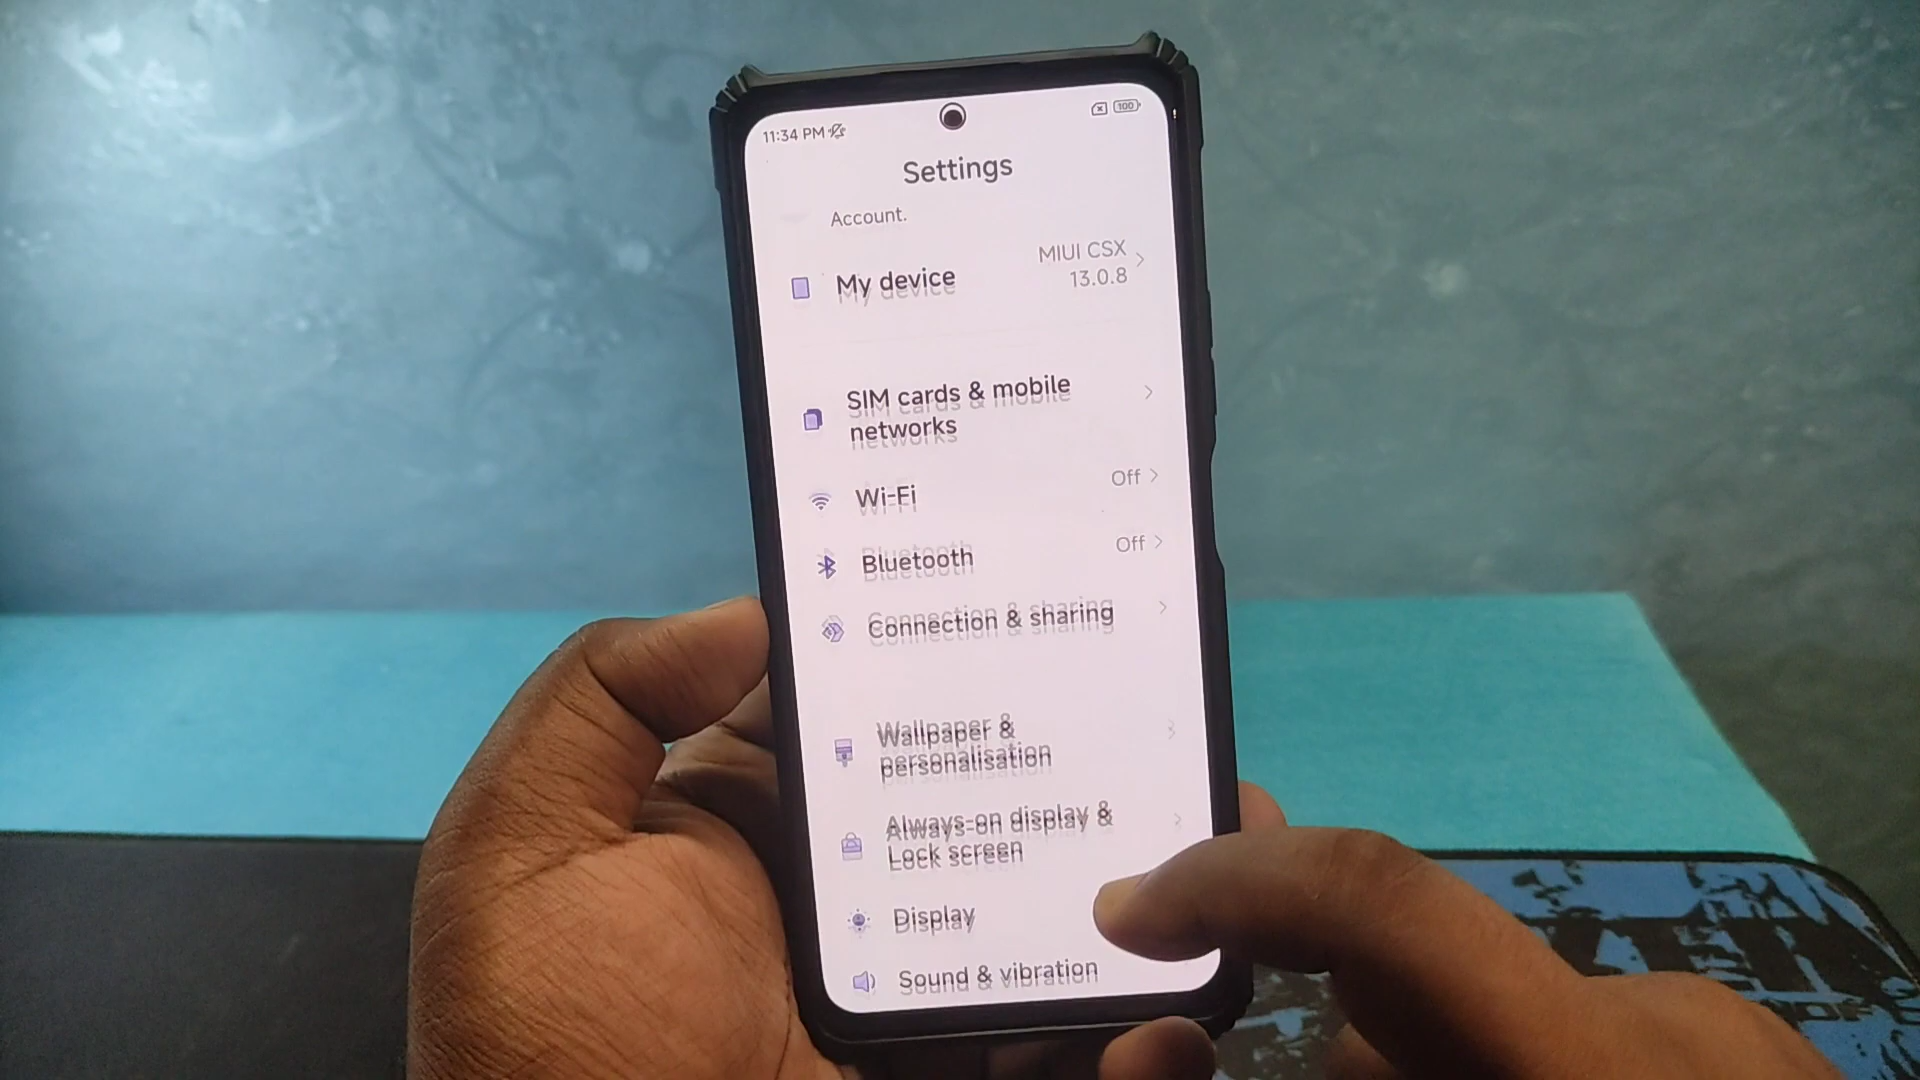 11:34 PM
100
Settings
Account.
My device
MIUI CSX
13.0.8
SIM cards & mobile
networks
Wi-Fi
Off
Bluetooth
Off
Connection & sharing
Wallpaper &
personalisation
Always-on display &
Lock screen
Display
Sound & vibration